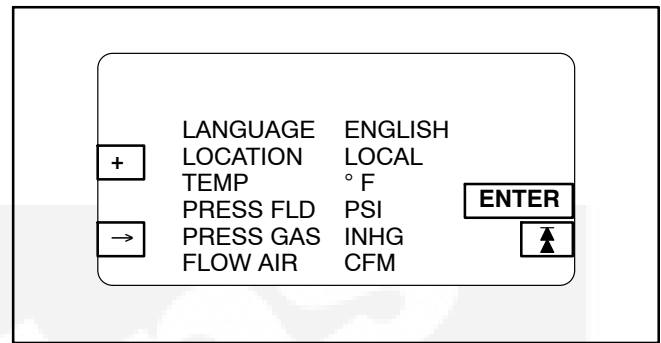 LANGUAGE ENGLISH
+ LOCATION LOCAL
TEMP ° F
ENTER
PRESS FLD PSI
→ PRESS GAS INHG
FLOW AIR CFM